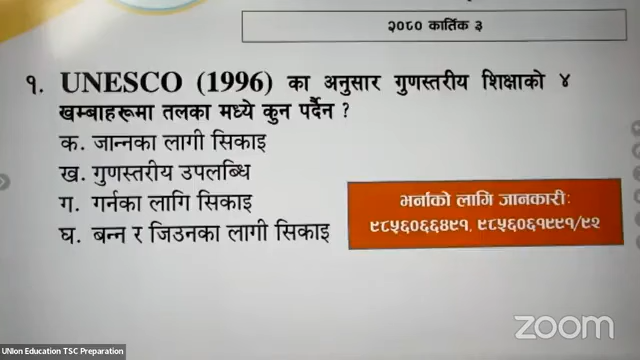 २०८० कार्तिक ३
१. UNESCO (1996) का अनुसार गुणस्तरीय शिक्षाको ४
खम्बाहरूमा तलका मध्ये कुन पर्दैन ?
क. जान्नका लागी सिकाइ
ख. गुणस्तरीय उपलब्धि
ग. गर्नका लागि सिकाइ
घ. बन्न र जिउनका लागी सिकाइ
भर्नाको लागि जानकारी:
९८५६०६६४९१, ९८५६०६१९९१/९२
zoom
UNIon Education TSC Preparation